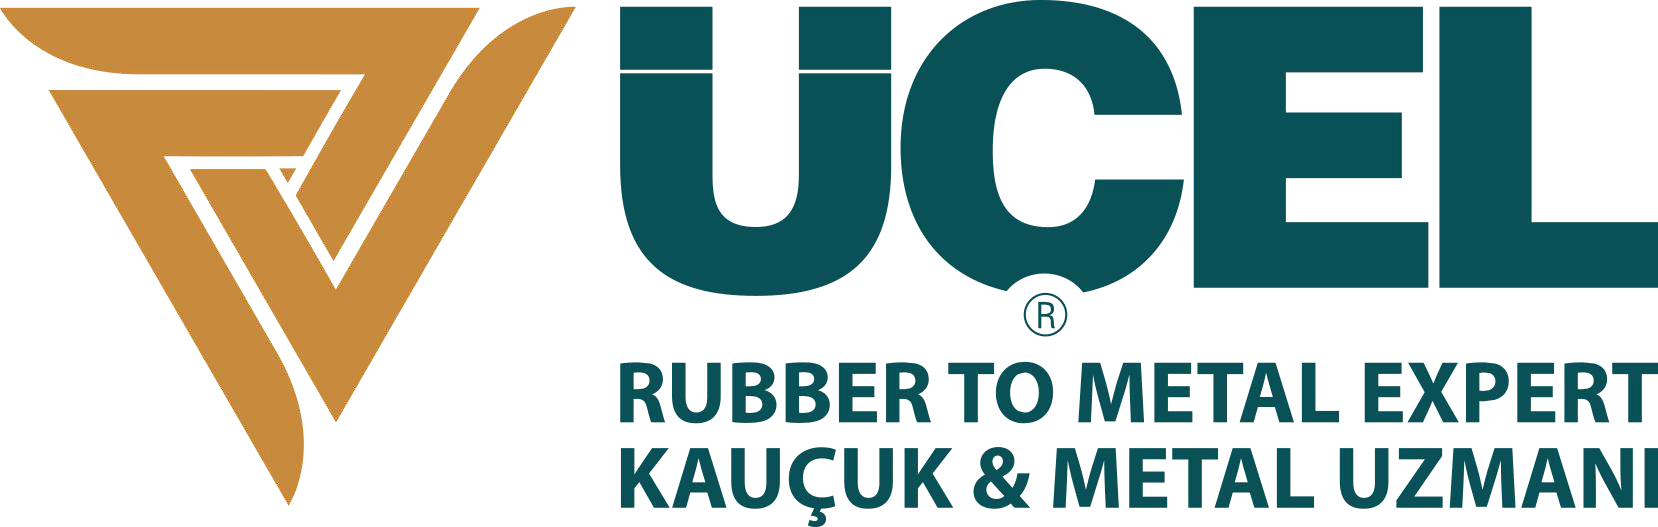 ÜÇEL
®
RUBBER TO METAL EXPERT
KAUÇUK & METAL UZMANI